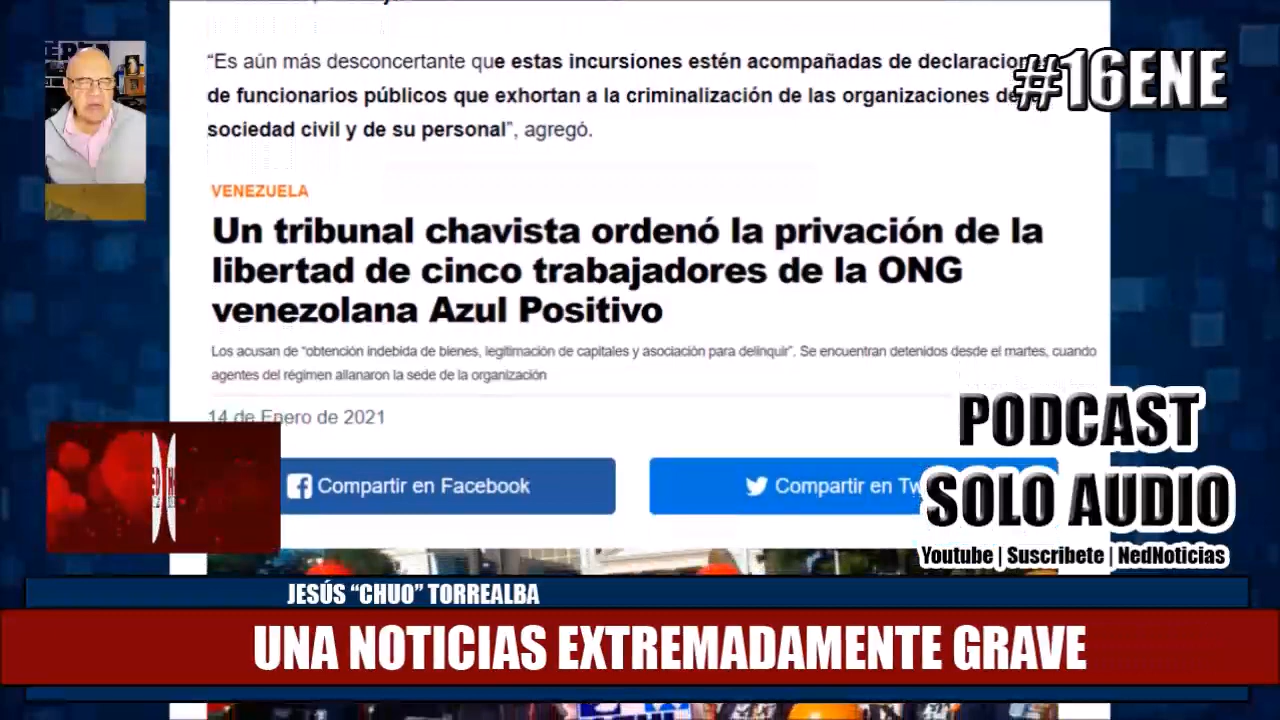 “Es aún más desconcertante que estas incursiones estén acompañadas de declaracion
de funcionarios públicos que exhortan a la criminalización de las organizaciones de
sociedad civil y de su personal”, agregó.
#16ENE
VENEZUELA
Un tribunal chavista ordenó la privación de la
libertad de cinco trabajadores de la ONG
venezolana Azul Positivo
Los acusan de “obtención indebida de bienes, legitimación de capitales y asociación para delinquir”. Se encuentran detenidos desde el martes, cuando
agentes del régimen allanaron la sede de la organización
14 de Enero de 2021
Compartir en Facebook
Compartir en Tw
PODCAST
SOLO AUDIO
Youtube | Suscribete | NedNoticias
JESÚS “CHUO” TORREALBA
UNA NOTICIAS EXTREMADAMENTE GRAVE